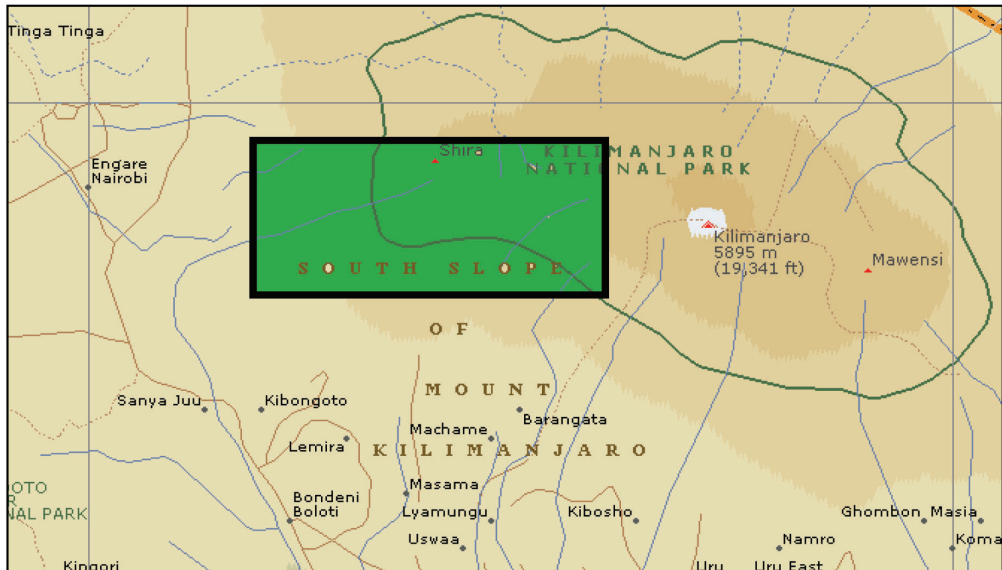 Tinga Tinga
Shira
KILIMANJARO
NATIONAL PARK
Engare
Nairobi
Kilimanjaro
5895 m
(19,341 ft)
Mawensi
SOUTH SLOPE
OF
MOUNT
KILIMANJARO
Sanya Juu
Kibongoto
Barangata
Machame
Lemira
Masama
OTO
R
NAL PARK
Bondeni
Boloti
Lyamungu
Kibosho
Ghombon
Masia
Uswaa
Namro
Koma
Kingori
Uru
Uru East